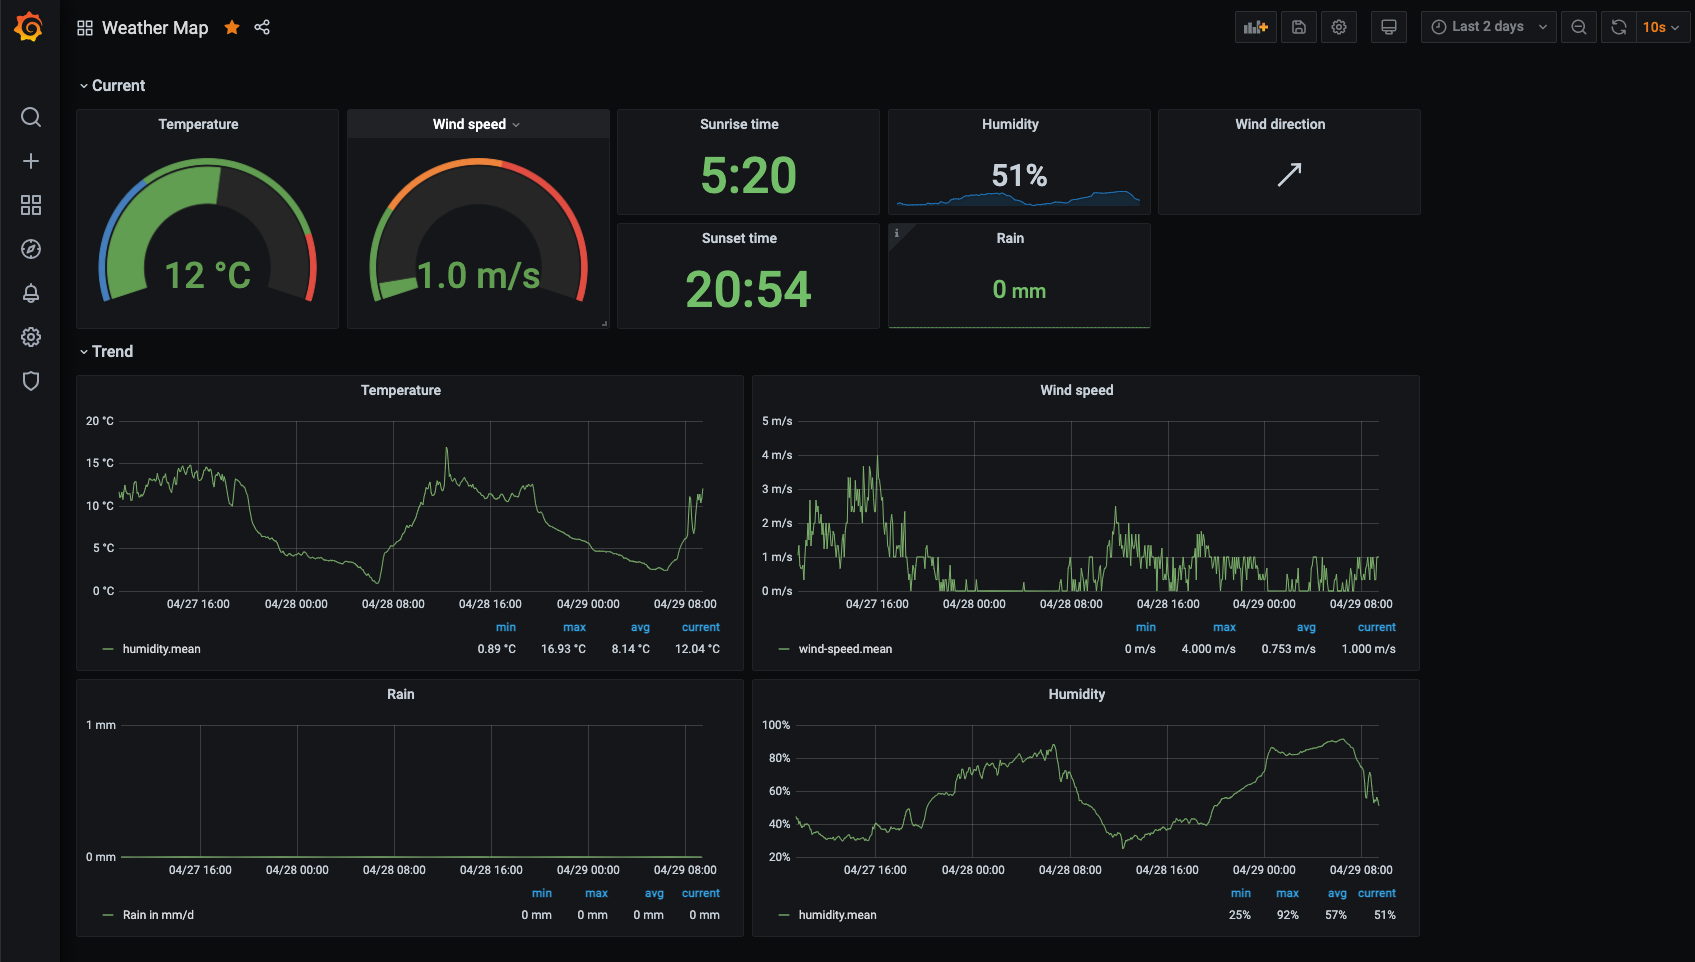 Weather Map
Last 2 days
10s
Current
Temperature
12 °C
Wind speed
1.0 m/s
Sunrise time
5:20
Humidity
51%
Wind direction
Sunset time
20:54
i
Rain
0 mm
Trend
Temperature
20 °C
15 °C
10 °C
5 °C
0 °C
04/27 16:00 04/28 00:00 04/28 08:00 04/28 16:00 04/29 00:00 04/29 08:00
min max avg current
humidity.mean 0.89 °C 16.93 °C 8.14 °C 12.04 °C
Wind speed
5 m/s
4 m/s
3 m/s
2 m/s
1 m/s
0 m/s
04/27 16:00 04/28 00:00 04/28 08:00 04/28 16:00 04/29 00:00 04/29 08:00
min max avg current
wind-speed.mean 0 m/s 4.000 m/s 0.753 m/s 1.000 m/s
Rain
1 mm
0 mm
04/27 16:00 04/28 00:00 04/28 08:00 04/28 16:00 04/29 00:00 04/29 08:00
min max avg current
Rain in mm/d 0 mm 0 mm 0 mm 0 mm
Humidity
100%
80%
60%
40%
20%
04/27 16:00 04/28 00:00 04/28 08:00 04/28 16:00 04/29 00:00 04/29 08:00
min max avg current
humidity.mean 25% 92% 57% 51%